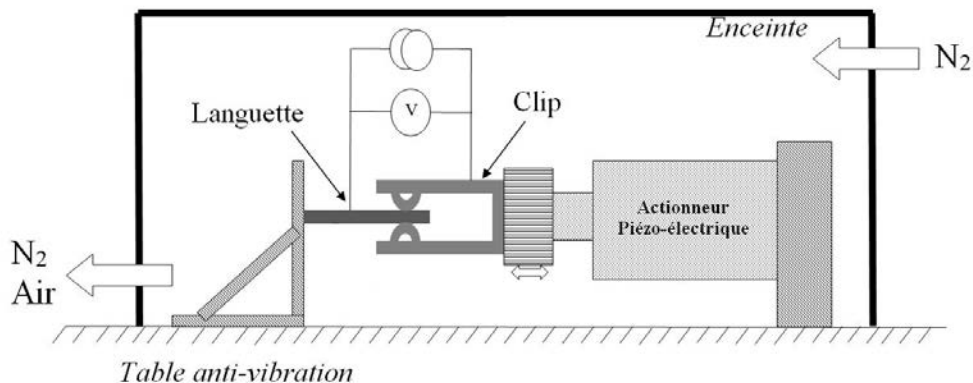 Enceinte
N2
Clip
V
Languette
Actionneur
Piézo-électrique
N2
Air
Table anti-vibration